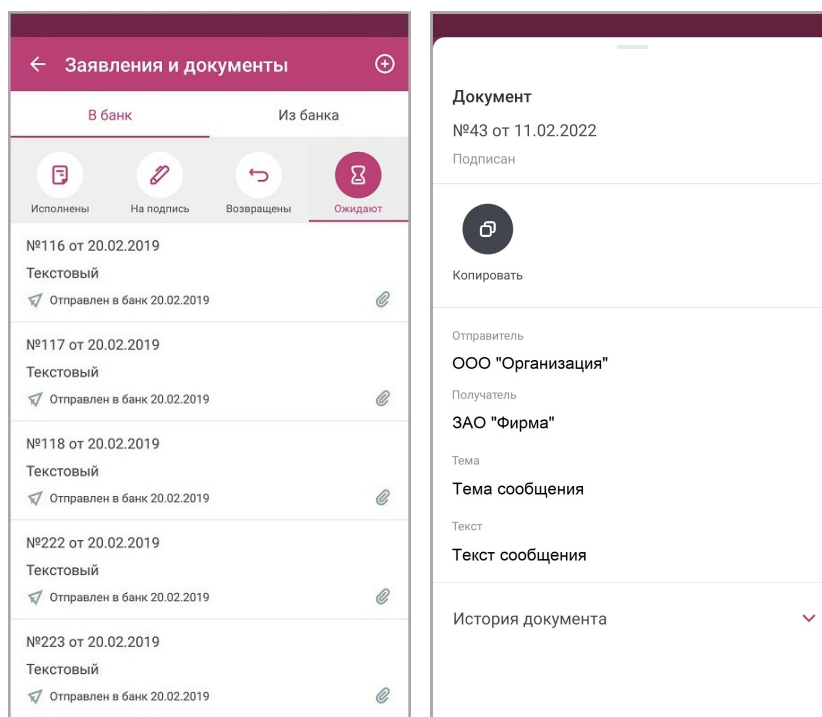 Заявления и документы
В банк
Из банка
Исполнены
На подпись
Возвращены
Ожидают
№116 от 20.02.2019
Текстовый
Отправлен в банк 20.02.2019
№117 от 20.02.2019
Текстовый
Отправлен в банк 20.02.2019
№118 от 20.02.2019
Текстовый
Отправлен в банк 20.02.2019
№222 от 20.02.2019
Текстовый
Отправлен в банк 20.02.2019
№223 от 20.02.2019
Текстовый
Отправлен в банк 20.02.2019
Документ
№43 от 11.02.2022
Подписан
Копировать
Отправитель
ООО "Организация"
Получатель
ЗАО "Фирма"
Тема
Тема сообщения
Текст
Текст сообщения
История документа